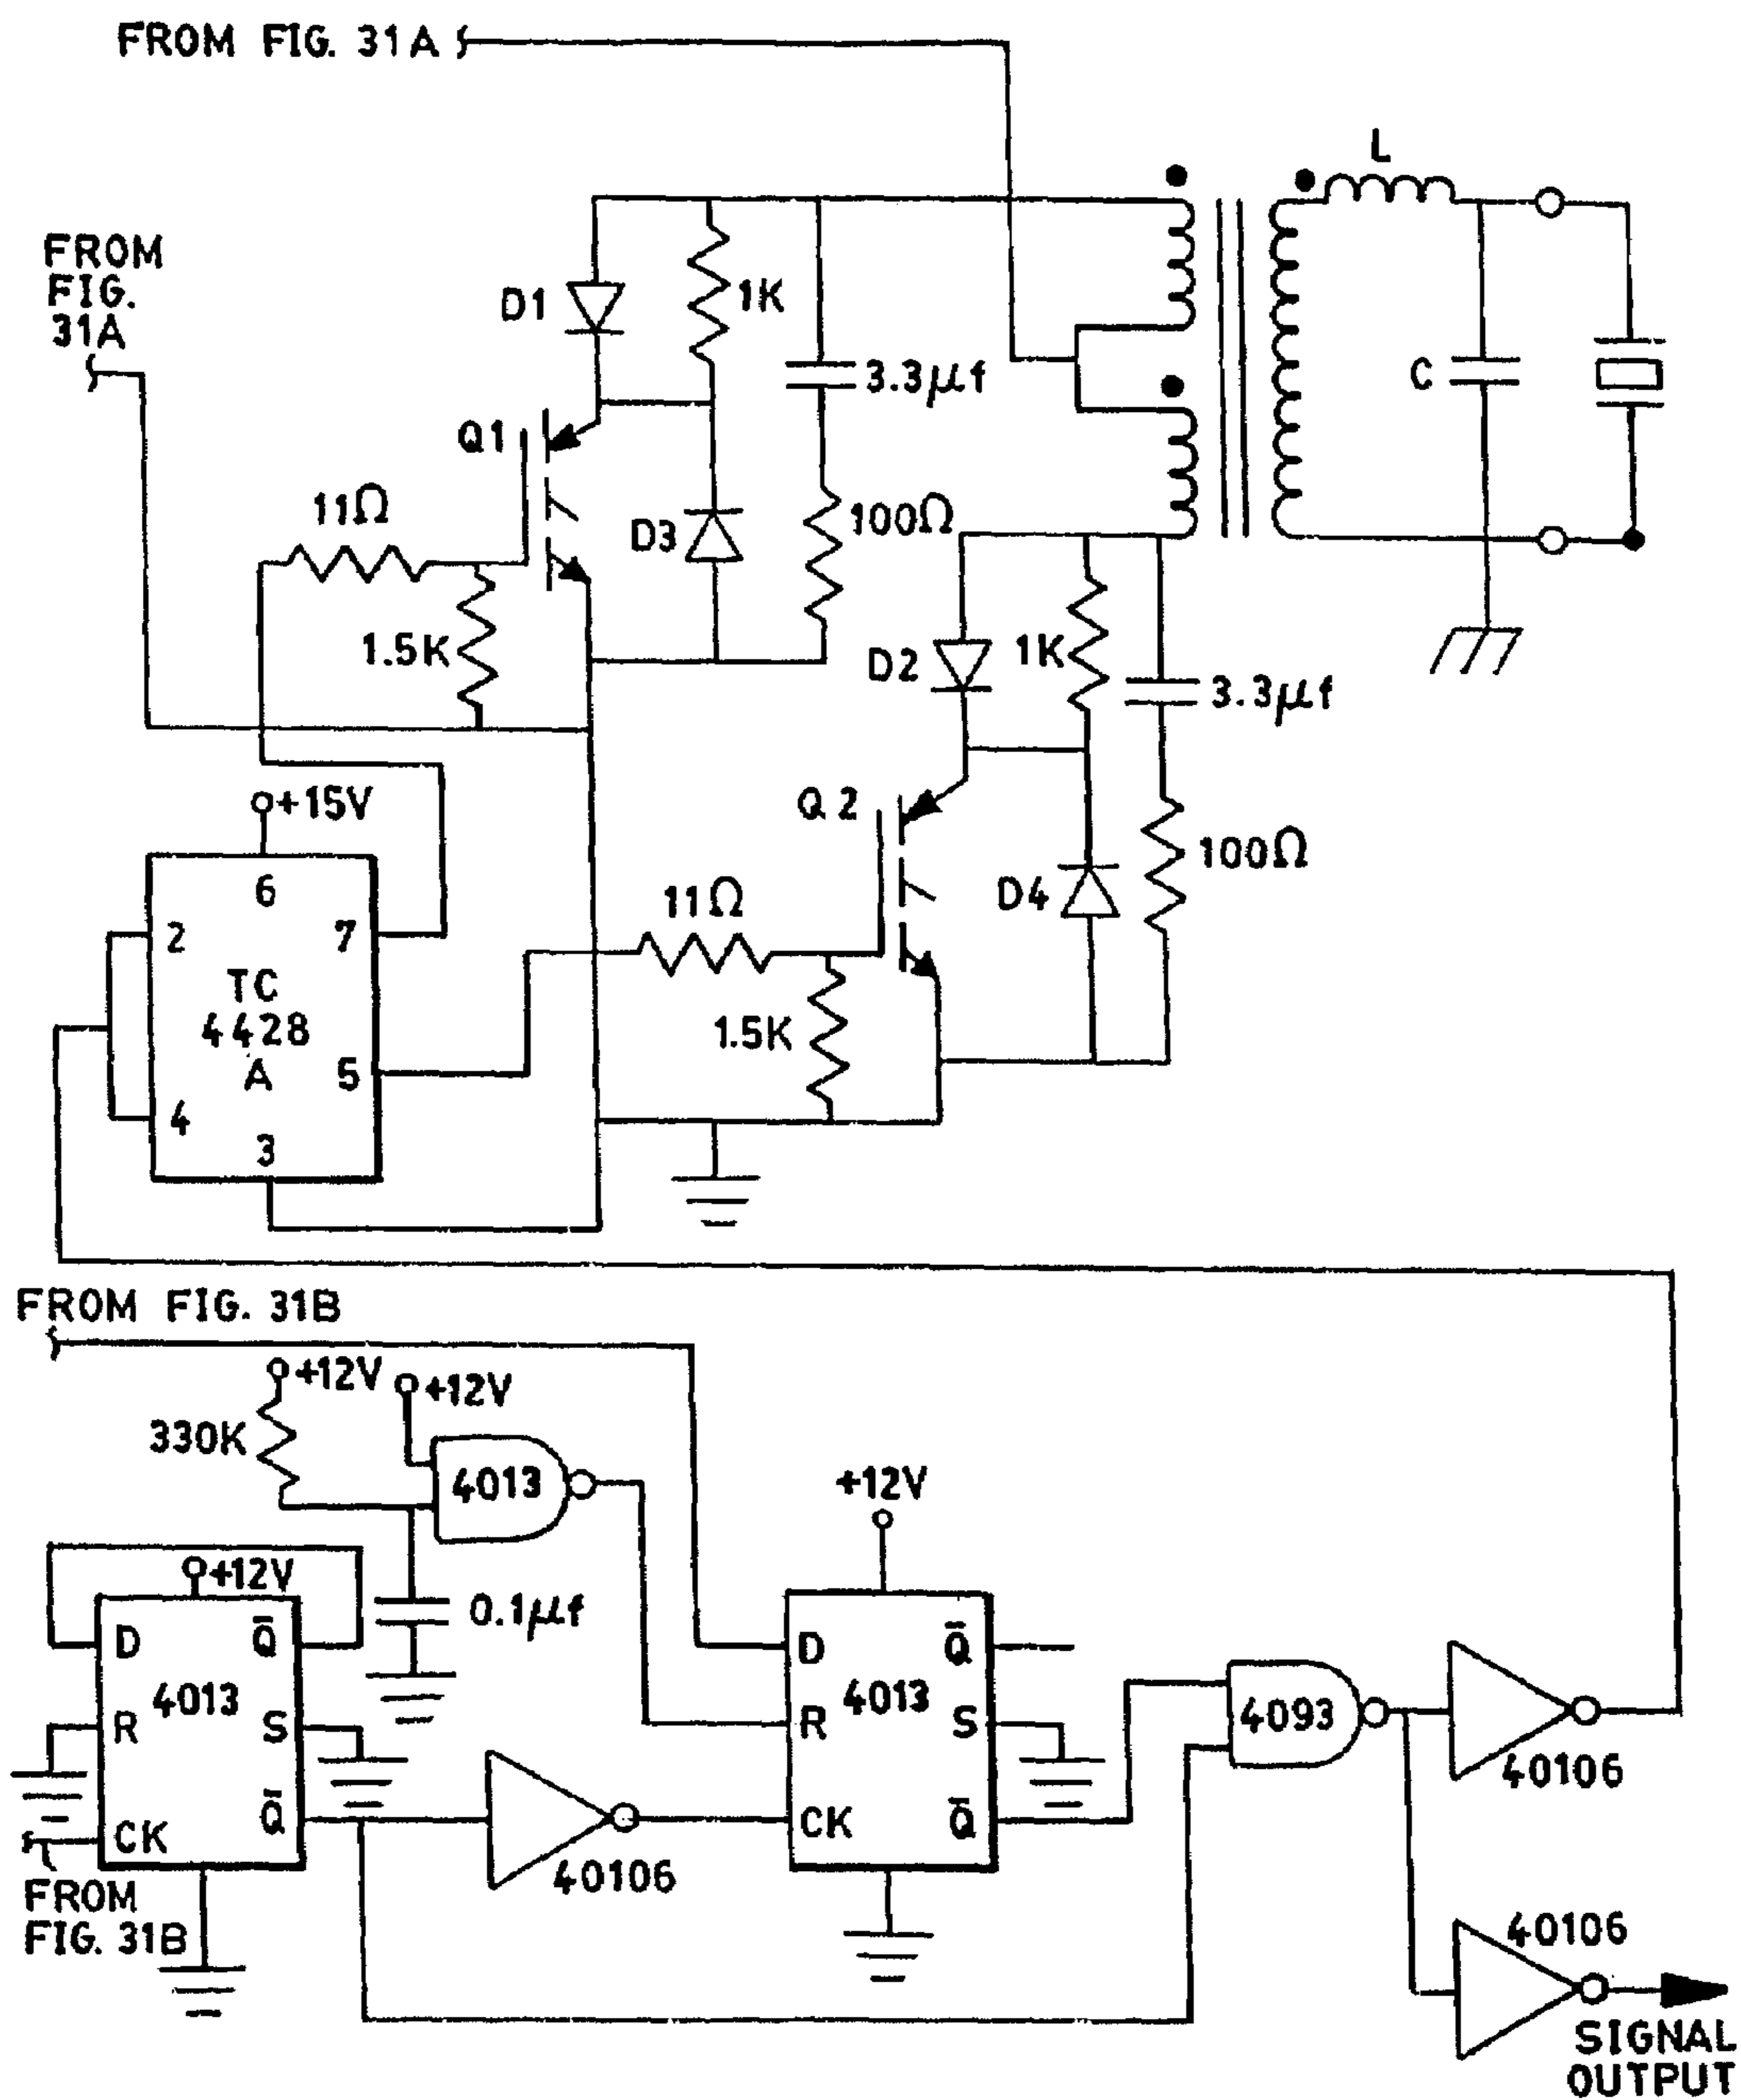 FROM FIG. 31A
L
FROM
FIG.
31A
D1
1K
3.3µf
C
Q1
11Ω
D3
100Ω
1.5K
D2
1K
3.3µf
+15V
Q2
6
11Ω
D4
100Ω
2
7
TC
4428
A
1.5K
5
4
3
FROM FIG. 31B
+12V
+12V
330K
4013
+12V
+12V
0.1µf
D
Q̄
4013
R
S
Q̄
CK
FROM
FIG. 31B
40106
D
Q̄
4013
R
S
CK
Q̄
4093
40106
40106
SIGNAL
OUTPUT